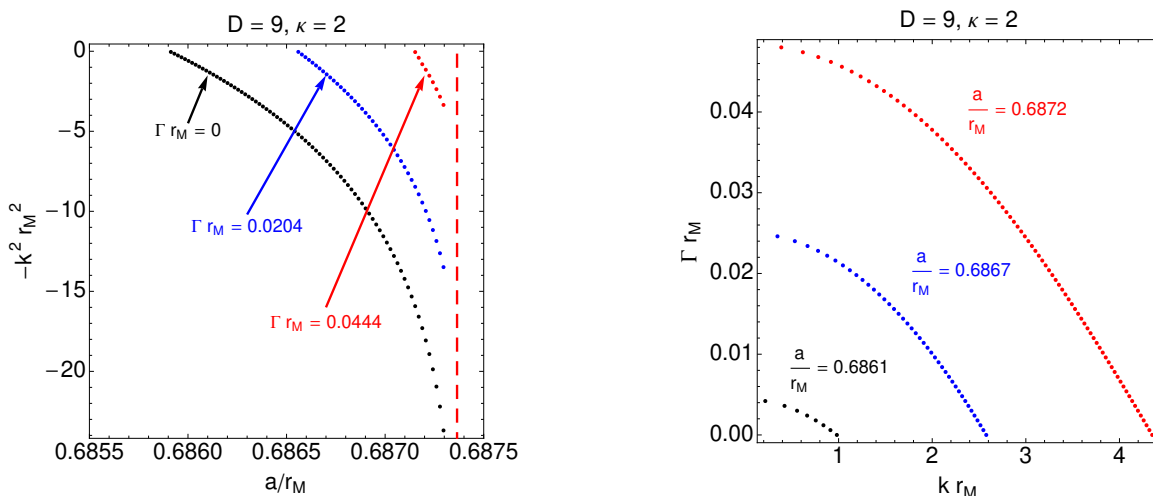 D = 9, κ = 2
0
−5
−10
−15
−20
−k² r_M²
Γ r_M = 0
Γ r_M = 0.0204
Γ r_M = 0.0444
0.6855 0.6860 0.6865 0.6870 0.6875
a/r_M
D = 9, κ = 2
0.04
0.03
0.02
0.01
0.00
Γ r_M
a/r_M = 0.6872
a/r_M = 0.6867
a/r_M = 0.6861
1 2 3 4
k r_M